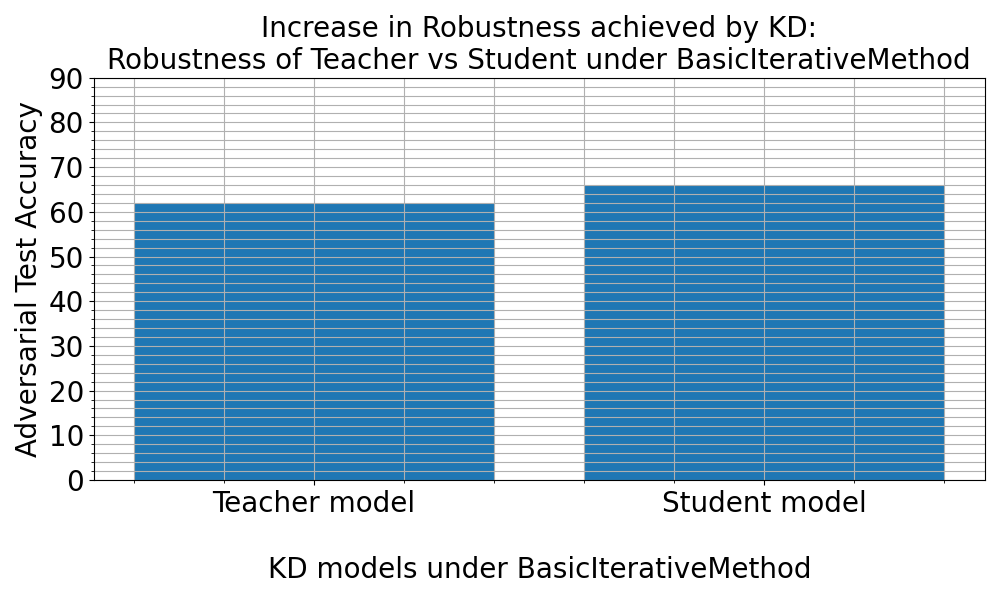 Increase in Robustness achieved by KD:
Robustness of Teacher vs Student under BasicIterativeMethod
90
80
70
60
50
40
30
20
10
0
Adversarial Test Accuracy
Teacher model
Student model
KD models under BasicIterativeMethod